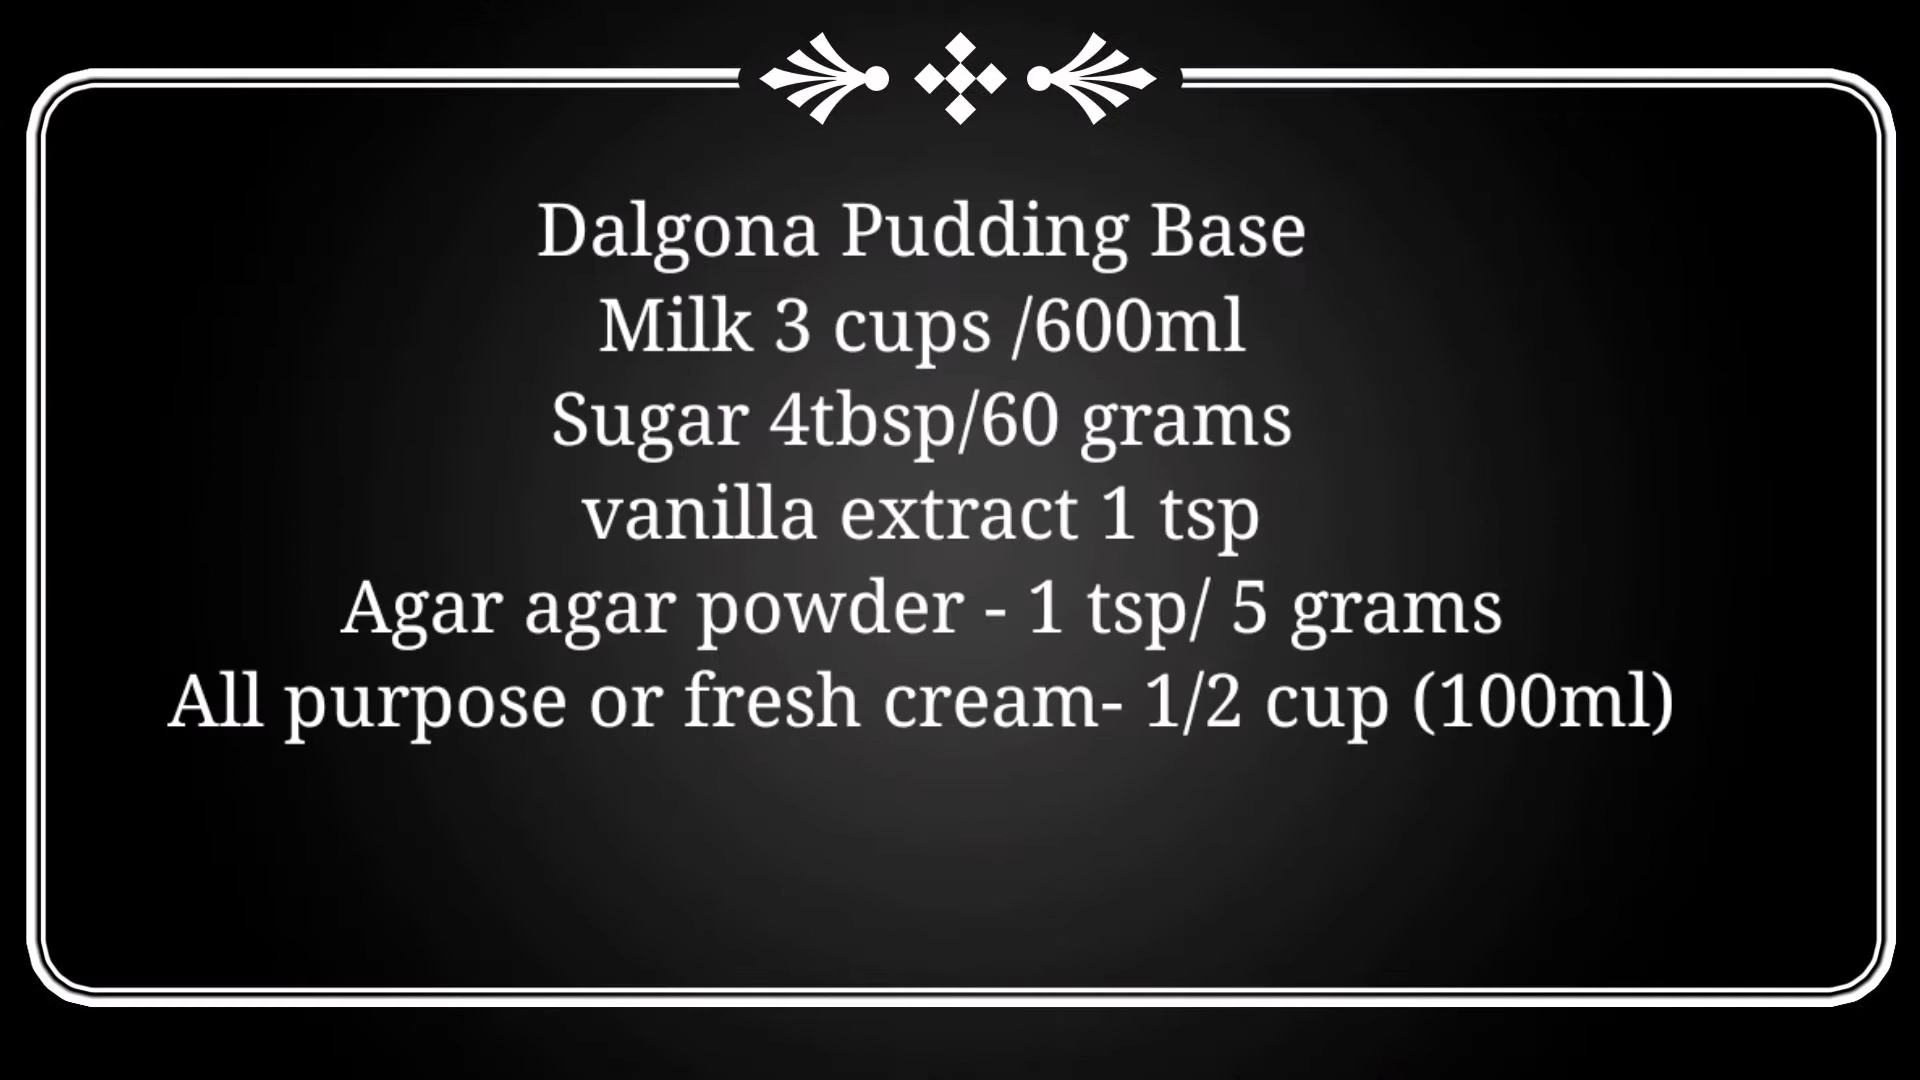 Dalgona Pudding Base
Milk 3 cups /600ml
Sugar 4tbsp/60 grams
vanilla extract 1 tsp
Agar agar powder - 1 tsp/ 5 grams
All purpose or fresh cream- 1/2 cup (100ml)